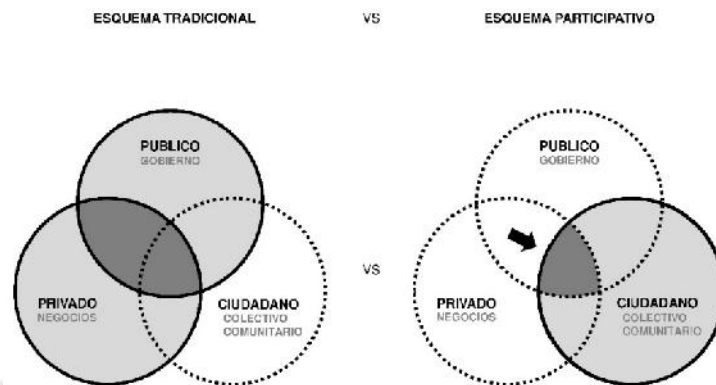 ESQUEMA TRADICIONAL VS ESQUEMA PARTICIPATIVO
PUBLICO
GOBIERNO
PRIVADO
NEGOCIOS
CIUDADANO
COLECTIVO
COMUNITARIO
VS
PUBLICO
GOBIERNO
PRIVADO
NEGOCIOS
CIUDADANO
COLECTIVO
COMUNITARIO